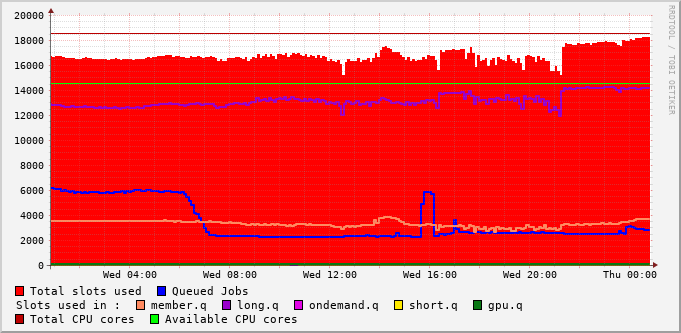 20000
18000
16000
14000
12000
10000
8000
6000
4000
2000
0
Wed 04:00 Wed 08:00 Wed 12:00 Wed 16:00 Wed 20:00 Thu 00:00
RRDTOOL / TOBI OETIKER
Total slots used Queued Jobs
Slots used in : member.q long.q ondemand.q short.q gpu.q
Total CPU cores Available CPU cores